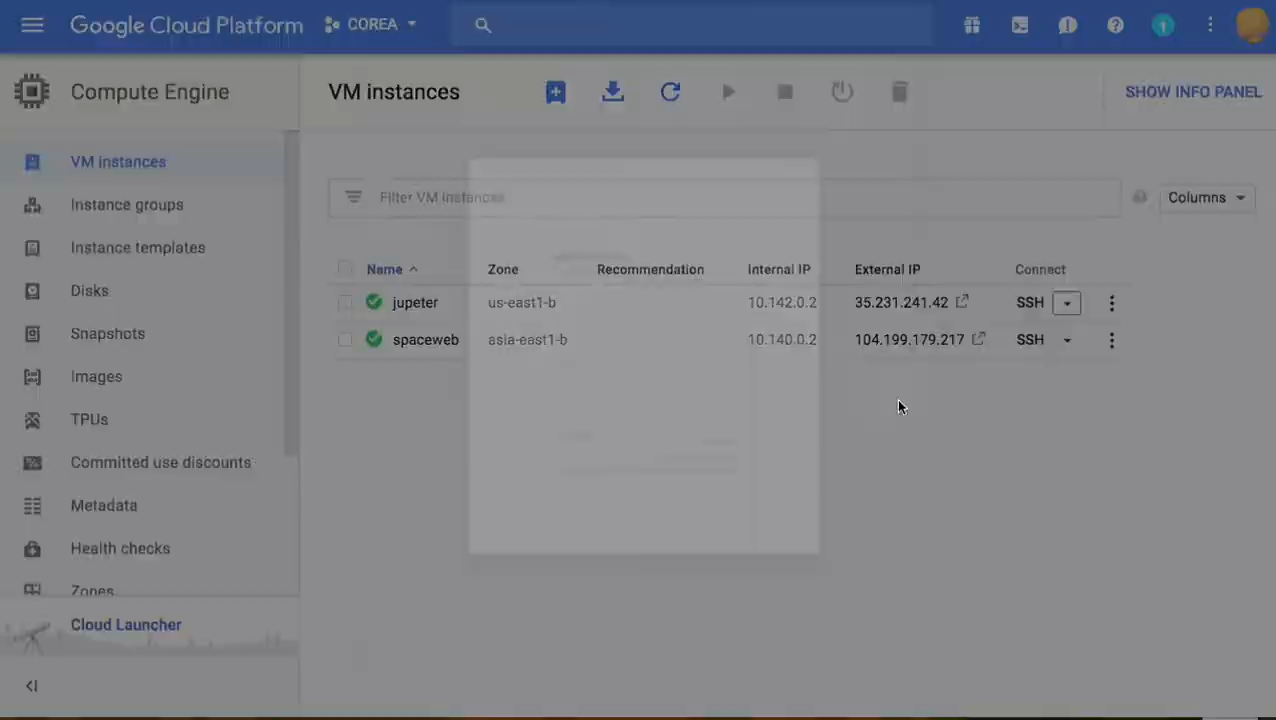 Google Cloud Platform COREA
Compute Engine
VM instances
SHOW INFO PANEL
VM instances
Instance groups
Instance templates
Disks
Snapshots
Images
TPUs
Committed use discounts
Metadata
Health checks
Zones
Cloud Launcher
Filter VM instances
Columns
Name Zone Recommendation Internal IP External IP Connect
jupeter us-east1-b 10.142.0.2 35.231.241.42 SSH
spaceweb asia-east1-b 10.140.0.2 104.199.179.217 SSH